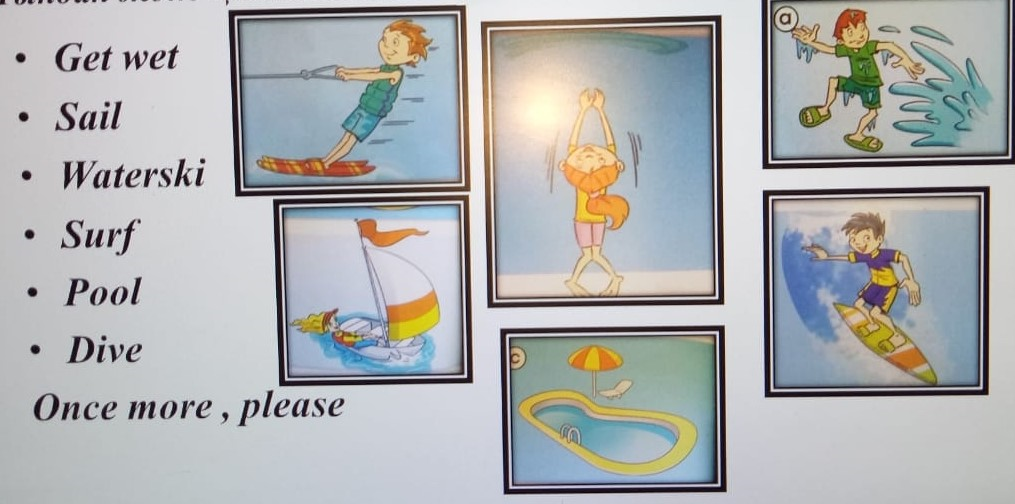 • Get wet
• Sail
• Waterski
• Surf
• Pool
• Dive
Once more , please
a
c